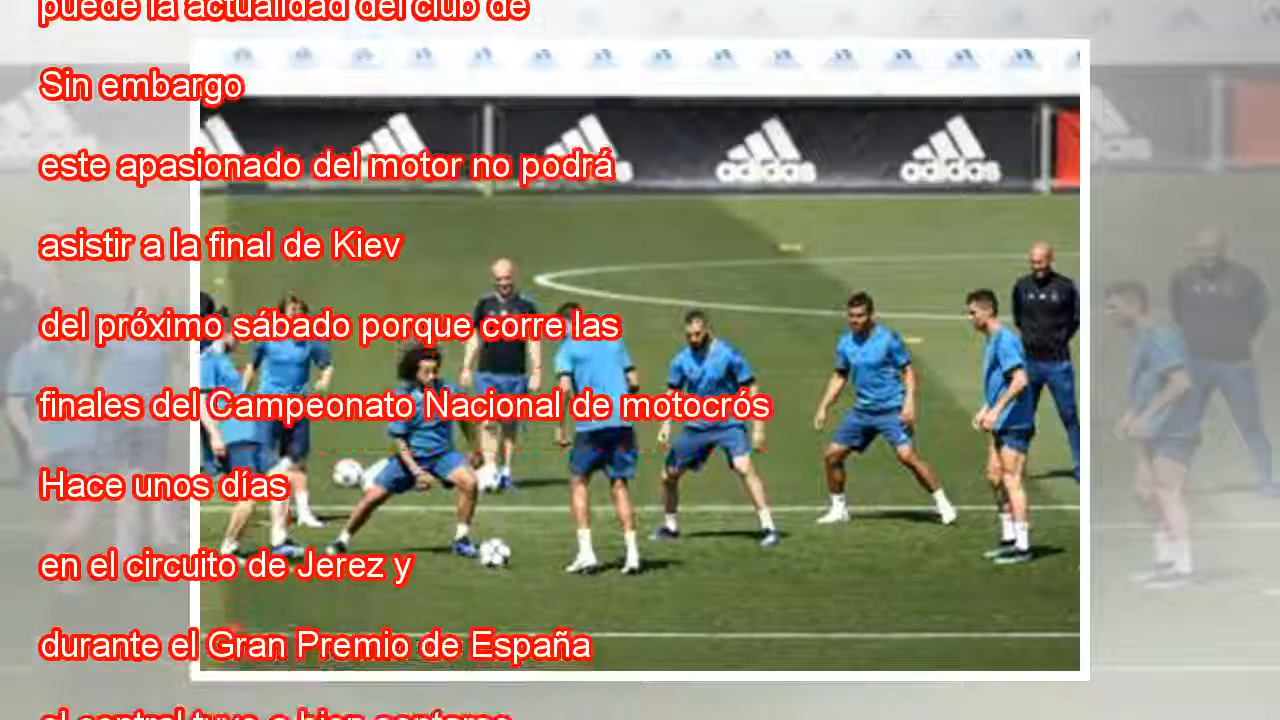 puede la actualidad del club de
Sin embargo
este apasionado del motor no podrá
asistir a la final de Kiev
del próximo sábado porque corre las
finales del Campeonato Nacional de motocrós
Hace unos días
en el circuito de Jerez y
durante el Gran Premio de España
adidas adidas